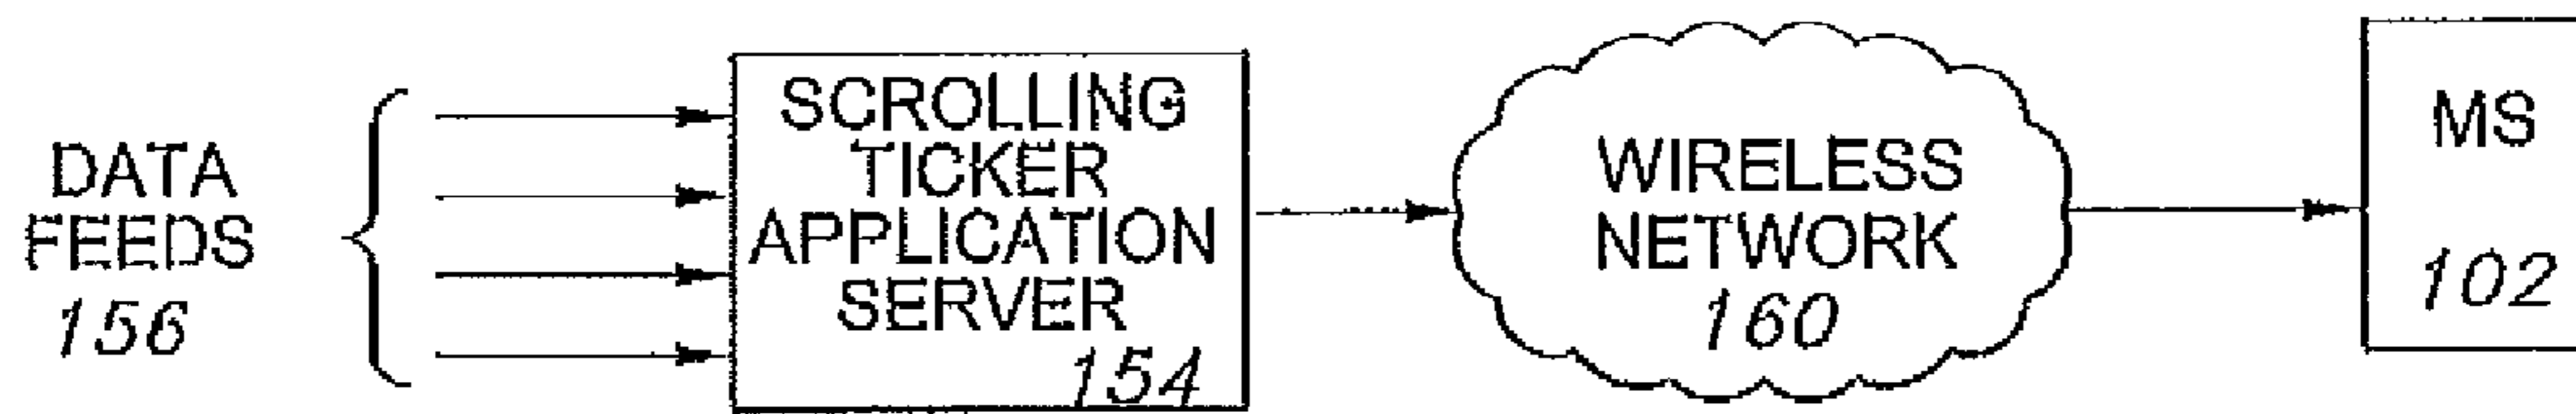 DATA
FEEDS
156
SCROLLING
TICKER
APPLICATION
SERVER
154
WIRELESS
NETWORK
160
MS
102